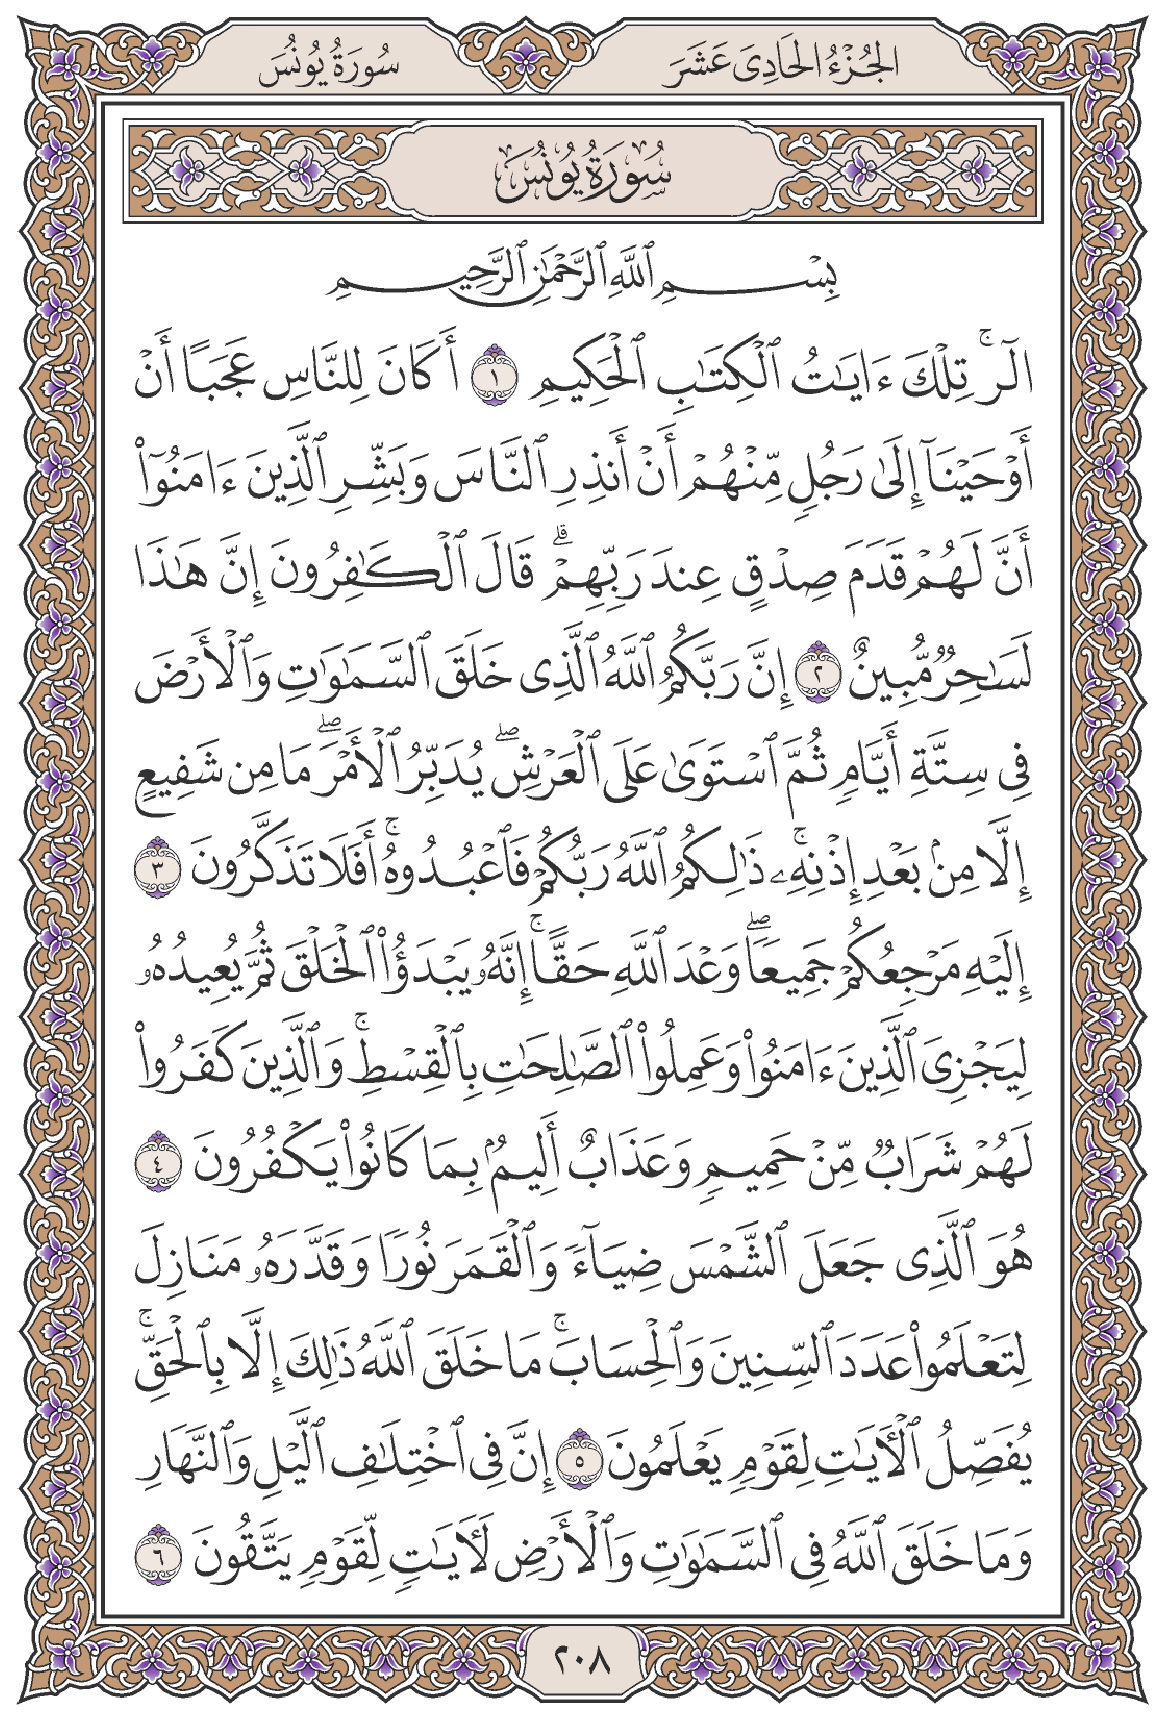 الجُزْءُ الحَادِىَ عَشَرَ
سُورَةُ يُونُسَ
سُورَةُ يُونُسَ
بِسْمِ ٱللَّهِ ٱلرَّحْمَٰنِ ٱلرَّحِيمِ
الٓرۚ تِلْكَ ءَايَٰتُ ٱلْكِتَٰبِ ٱلْحَكِيمِ ١ أَكَانَ لِلنَّاسِ عَجَبًا أَنْ
أَوْحَيْنَآ إِلَىٰ رَجُلٍ مِّنْهُمْ أَنْ أَنذِرِ ٱلنَّاسَ وَبَشِّرِ ٱلَّذِينَ ءَامَنُوٓا۟
أَنَّ لَهُمْ قَدَمَ صِدْقٍ عِندَ رَبِّهِمْۗ قَالَ ٱلْكَٰفِرُونَ إِنَّ هَٰذَا
لَسَٰحِرٌ مُّبِينٌ ٢ إِنَّ رَبَّكُمُ ٱللَّهُ ٱلَّذِى خَلَقَ ٱلسَّمَٰوَٰتِ وَٱلْأَرْضَ
فِى سِتَّةِ أَيَّامٍ ثُمَّ ٱسْتَوَىٰ عَلَى ٱلْعَرْشِۖ يُدَبِّرُ ٱلْأَمْرَۖ مَا مِن شَفِيعٍ
إِلَّا مِنۢ بَعْدِ إِذْنِهِۦۚ ذَٰلِكُمُ ٱللَّهُ رَبُّكُمْ فَٱعْبُدُوهُۚ أَفَلَا تَذَكَّرُونَ ٣
إِلَيْهِ مَرْجِعُكُمْ جَمِيعًاۖ وَعْدَ ٱللَّهِ حَقًّاۚ إِنَّهُۥ يَبْدَؤُا۟ ٱلْخَلْقَ ثُمَّ يُعِيدُهُۥ
لِيَجْزِىَ ٱلَّذِينَ ءَامَنُوا۟ وَعَمِلُوا۟ ٱلصَّٰلِحَٰتِ بِٱلْقِسْطِۚ وَٱلَّذِينَ كَفَرُوا۟
لَهُمْ شَرَابٌ مِّنْ حَمِيمٍ وَعَذَابٌ أَلِيمٌۢ بِمَا كَانُوا۟ يَكْفُرُونَ ٤
هُوَ ٱلَّذِى جَعَلَ ٱلشَّمْسَ ضِيَآءً وَٱلْقَمَرَ نُورًا وَقَدَّرَهُۥ مَنَازِلَ
لِتَعْلَمُوا۟ عَدَدَ ٱلسِّنِينَ وَٱلْحِسَابَۚ مَا خَلَقَ ٱللَّهُ ذَٰلِكَ إِلَّا بِٱلْحَقِّۚ
يُفَصِّلُ ٱلْءَايَٰتِ لِقَوْمٍ يَعْلَمُونَ ٥ إِنَّ فِى ٱخْتِلَٰفِ ٱلَّيْلِ وَٱلنَّهَارِ
وَمَا خَلَقَ ٱللَّهُ فِى ٱلسَّمَٰوَٰتِ وَٱلْأَرْضِ لَءَايَٰتٍ لِّقَوْمٍ يَتَّقُونَ ٦
٢٠٨